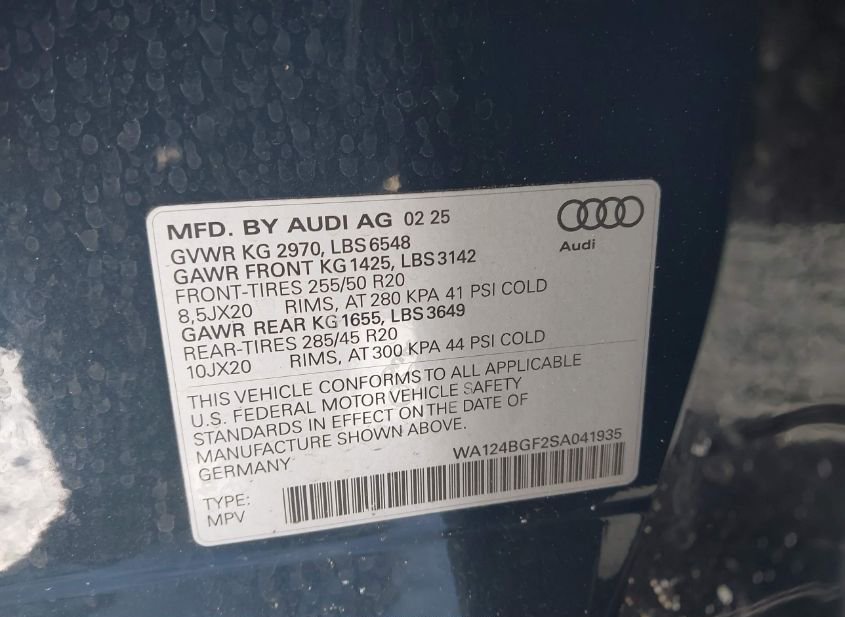 MFD. BY AUDI AG 02 25
GVWR KG 2970, LBS 6548
GAWR FRONT KG 1425, LBS 3142
FRONT-TIRES 255/50 R20
8,5JX20 RIMS, AT 280 KPA 41 PSI COLD
GAWR REAR KG 1655, LBS 3649
REAR-TIRES 285/45 R20
10JX20 RIMS, AT 300 KPA 44 PSI COLD
Audi
THIS VEHICLE CONFORMS TO ALL APPLICABLE
U.S. FEDERAL MOTOR VEHICLE SAFETY
STANDARDS IN EFFECT ON THE DATE OF
MANUFACTURE SHOWN ABOVE.
GERMANY
WA124BGF2SA041935
TYPE:
MPV